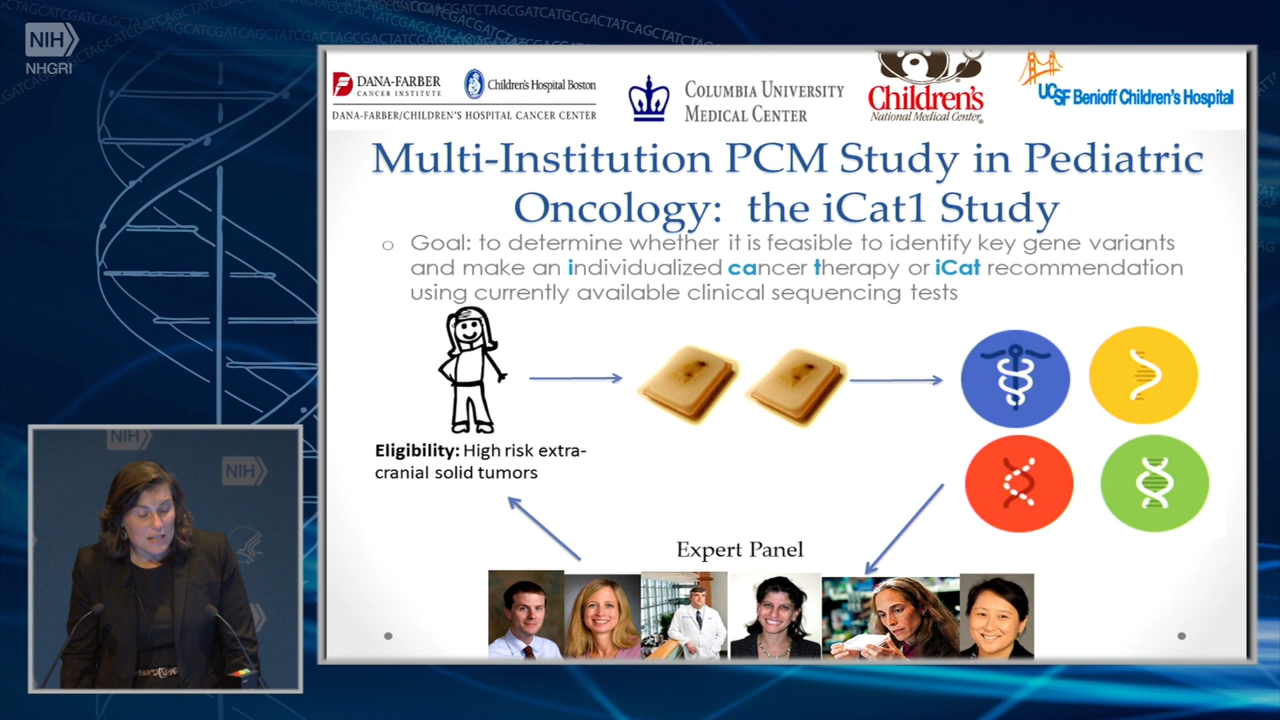 NIH
NHGRI
DANA-FARBER
CANCER INSTITUTE
Children's Hospital Boston
DANA-FARBER/CHILDREN'S HOSPITAL CANCER CENTER
COLUMBIA UNIVERSITY
MEDICAL CENTER
Children's
National Medical Center
UCSF Benioff Children's Hospital
Multi-Institution PCM Study in Pediatric
Oncology: the iCat1 Study
Goal: to determine whether it is feasible to identify key gene variants
and make an individualized cancer therapy or iCat recommendation
using currently available clinical sequencing tests
Eligibility: High risk extra-
cranial solid tumors
Expert Panel
NIH
NIH